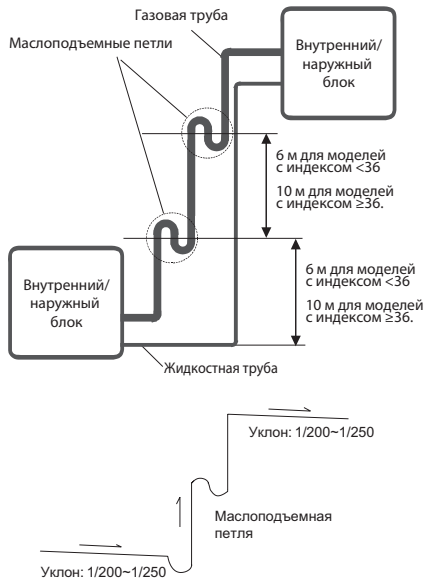 Газовая труба
Маслоподъемные петли
Внутренний/
наружный
блок
6 м для моделей
с индексом <36
10 м для моделей
с индексом ≥36.
Внутренний/
наружный
блок
6 м для моделей
с индексом <36
10 м для моделей
с индексом ≥36.
Жидкостная труба
Уклон: 1/200~1/250
Маслоподъемная
петля
Уклон: 1/200~1/250